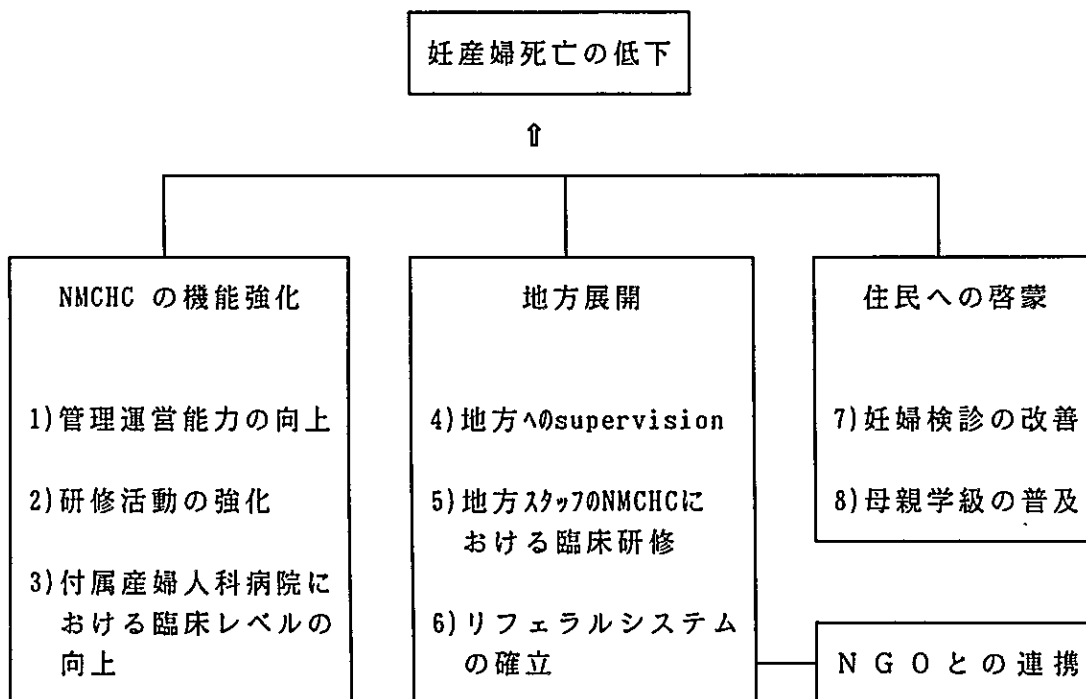 妊産婦死亡の低下
⇧
NMCHC の機能強化
1)管理運営能力の向上
2)研修活動の強化
3)付属産婦人科病院に
おける臨床レベルの
向上
地方展開
4)地方へのsupervision
5)地方スタッフのNMCHCに
おける臨床研修
6)リフェラルシステム
の確立
住民への啓蒙
7)妊婦検診の改善
8)母親学級の普及
NGOとの連携